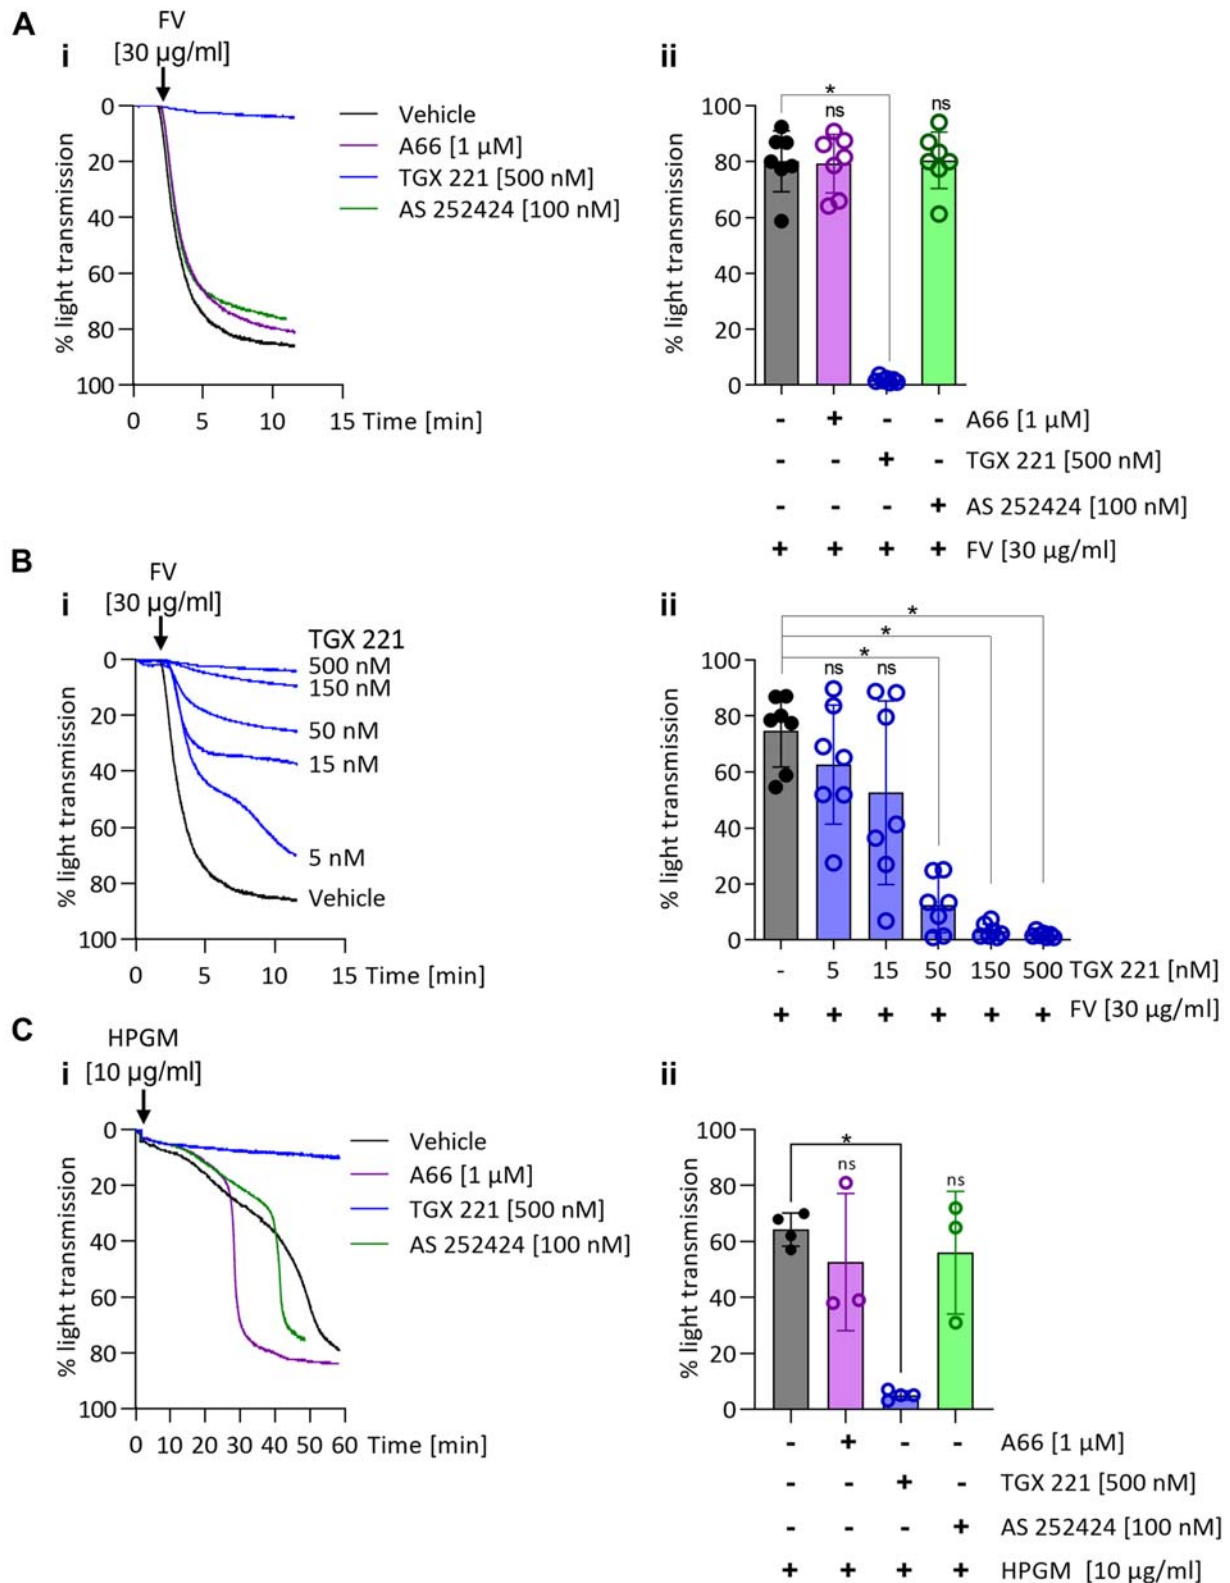 A
FV
[30 µg/ml]
i
ii
0
20
40
60
80
100
% light transmission
0 5 10 15 Time [min]
Vehicle
A66 [1 µM]
TGX 221 [500 nM]
AS 252424 [100 nM]
100
80
60
40
20
0
% light transmission
*
ns
ns
- + - - A66 [1 µM]
- - + - TGX 221 [500 nM]
- - - + AS 252424 [100 nM]
+ + + + FV [30 µg/ml]
B
FV
[30 µg/ml]
i
ii
0
20
40
60
80
100
% light transmission
0 5 10 15 Time [min]
TGX 221
500 nM
150 nM
50 nM
15 nM
5 nM
Vehicle
100
80
60
40
20
0
% light transmission
*
*
*
ns ns
- 5 15 50 150 500 TGX 221 [nM]
+ + + + + + FV [30 µg/ml]
C
HPGM
[10 µg/ml]
i
ii
0
20
40
60
80
100
% light transmission
0 10 20 30 40 50 60 Time [min]
Vehicle
A66 [1 µM]
TGX 221 [500 nM]
AS 252424 [100 nM]
100
80
60
40
20
0
% light transmission
*
ns
ns
- + - - A66 [1 µM]
- - + - TGX 221 [500 nM]
- - - + AS 252424 [100 nM]
+ + + + HPGM [10 µg/ml]